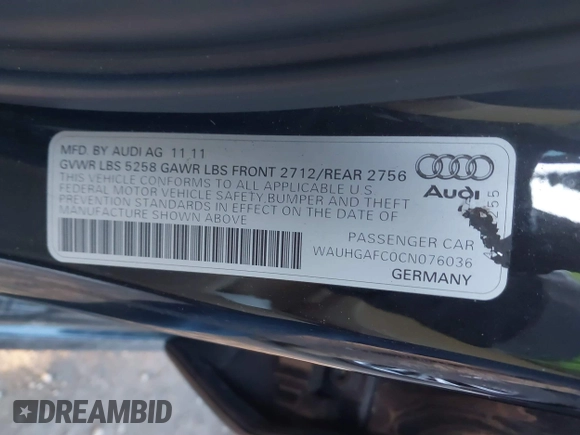 MFD. BY AUDI AG 11 11
GVWR LBS 5258 GAWR LBS FRONT 2712/REAR 2756
THIS VEHICLE CONFORMS TO ALL APPLICABLE U S
FEDERAL MOTOR VEHICLE SAFETY BUMPER AND THEFT
PREVENTION STANDARDS IN EFFECT ON THE DATE OF
MANUFACTURE SHOWN ABOVE
Audi
PASSENGER CAR
WAUHGAFC0CN076036
GERMANY
DREAMBID